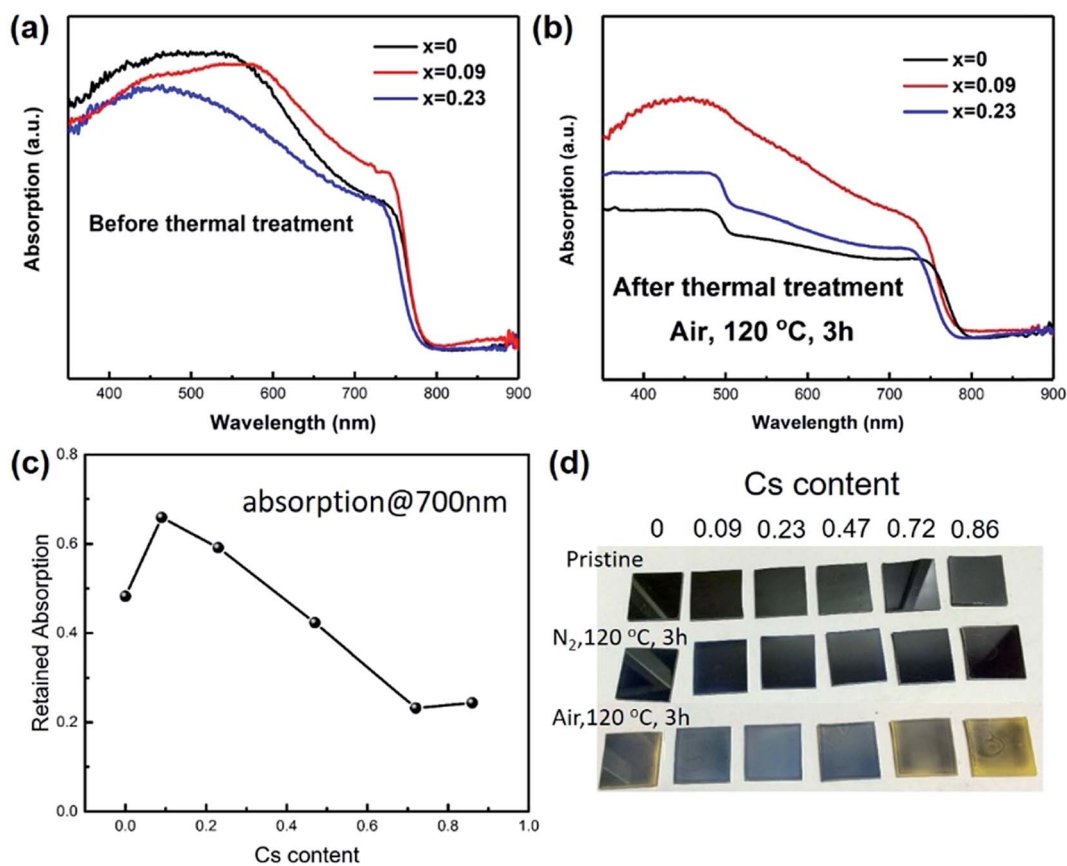 (a)
x=0
x=0.09
x=0.23
Before thermal treatment
Absorption (a.u.)
400 500 600 700 800 900
Wavelength (nm)
(b)
x=0
x=0.09
x=0.23
After thermal treatment
Air, 120 °C, 3h
Absorption (a.u.)
400 500 600 700 800 900
Wavelength (nm)
(c)
absorption@700nm
0.8
0.6
0.4
0.2
0.0
Retained Absorption
0.0 0.2 0.4 0.6 0.8 1.0
Cs content
(d)
Cs content
0 0.09 0.23 0.47 0.72 0.86
Pristine
N₂,120 °C, 3h
Air,120 °C, 3h